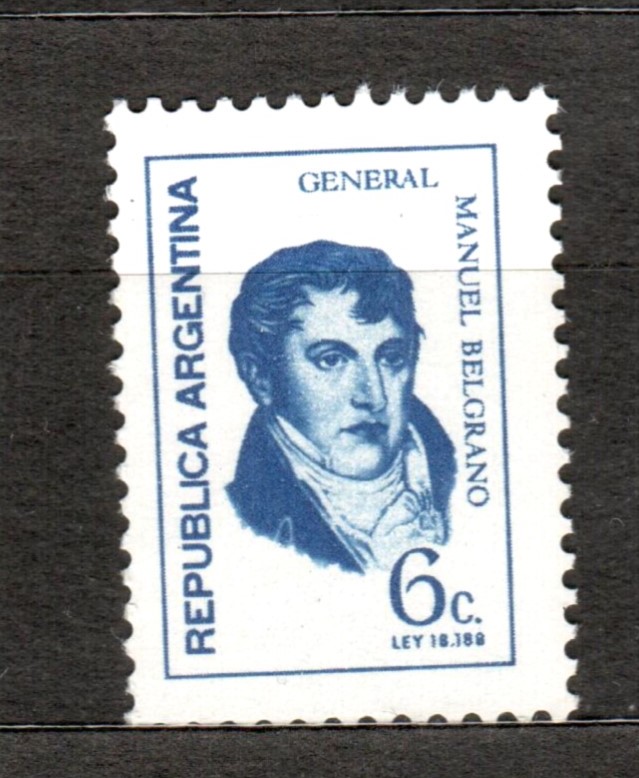 GENERAL
MANUEL BELGRANO
REPUBLICA ARGENTINA
6c.
LEY 18.188